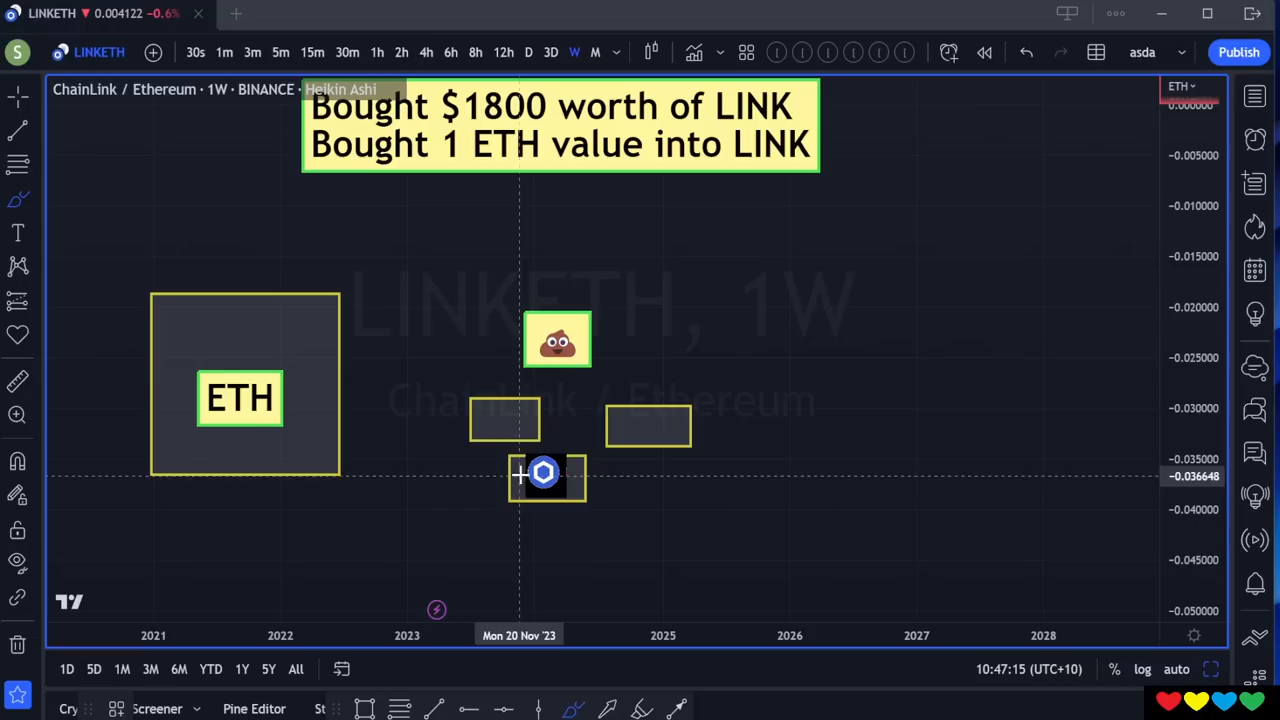 LINKETH ▼ 0.004122 −0.6%
S LINKETH 30s 1m 3m 5m 15m 30m 1h 2h 4h 6h 8h 12h D 3D W M asda Publish
ChainLink / Ethereum · 1W · BINANCE · Heikin Ashi
ETH
Bought $1800 worth of LINK
Bought 1 ETH value into LINK
0.000000
−0.005000
−0.010000
−0.015000
−0.020000
−0.025000
−0.030000
−0.035000
−0.036648
−0.040000
−0.045000
−0.050000
LINKETH, 1W
ChainLink / Ethereum
ETH
2021 2022 2023 Mon 20 Nov '23 2025 2026 2027 2028
1D 5D 1M 3M 6M YTD 1Y 5Y All 10:47:15 (UTC+10) % log auto
Cry Screener Pine Editor St